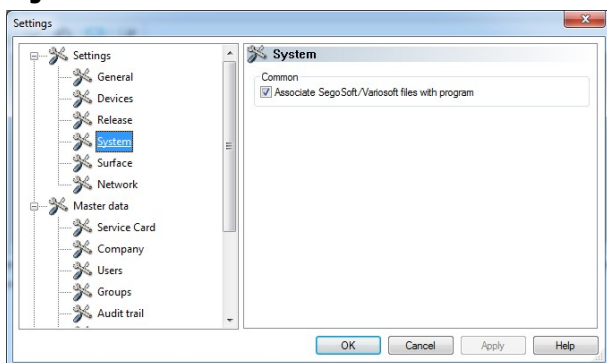 Settings
Settings
General
Devices
Release
System
Surface
Network
Master data
Service Card
Company
Users
Groups
Audit trail
System
Common
Associate SegoSoft/Variosoft files with program
OK
Cancel
Apply
Help